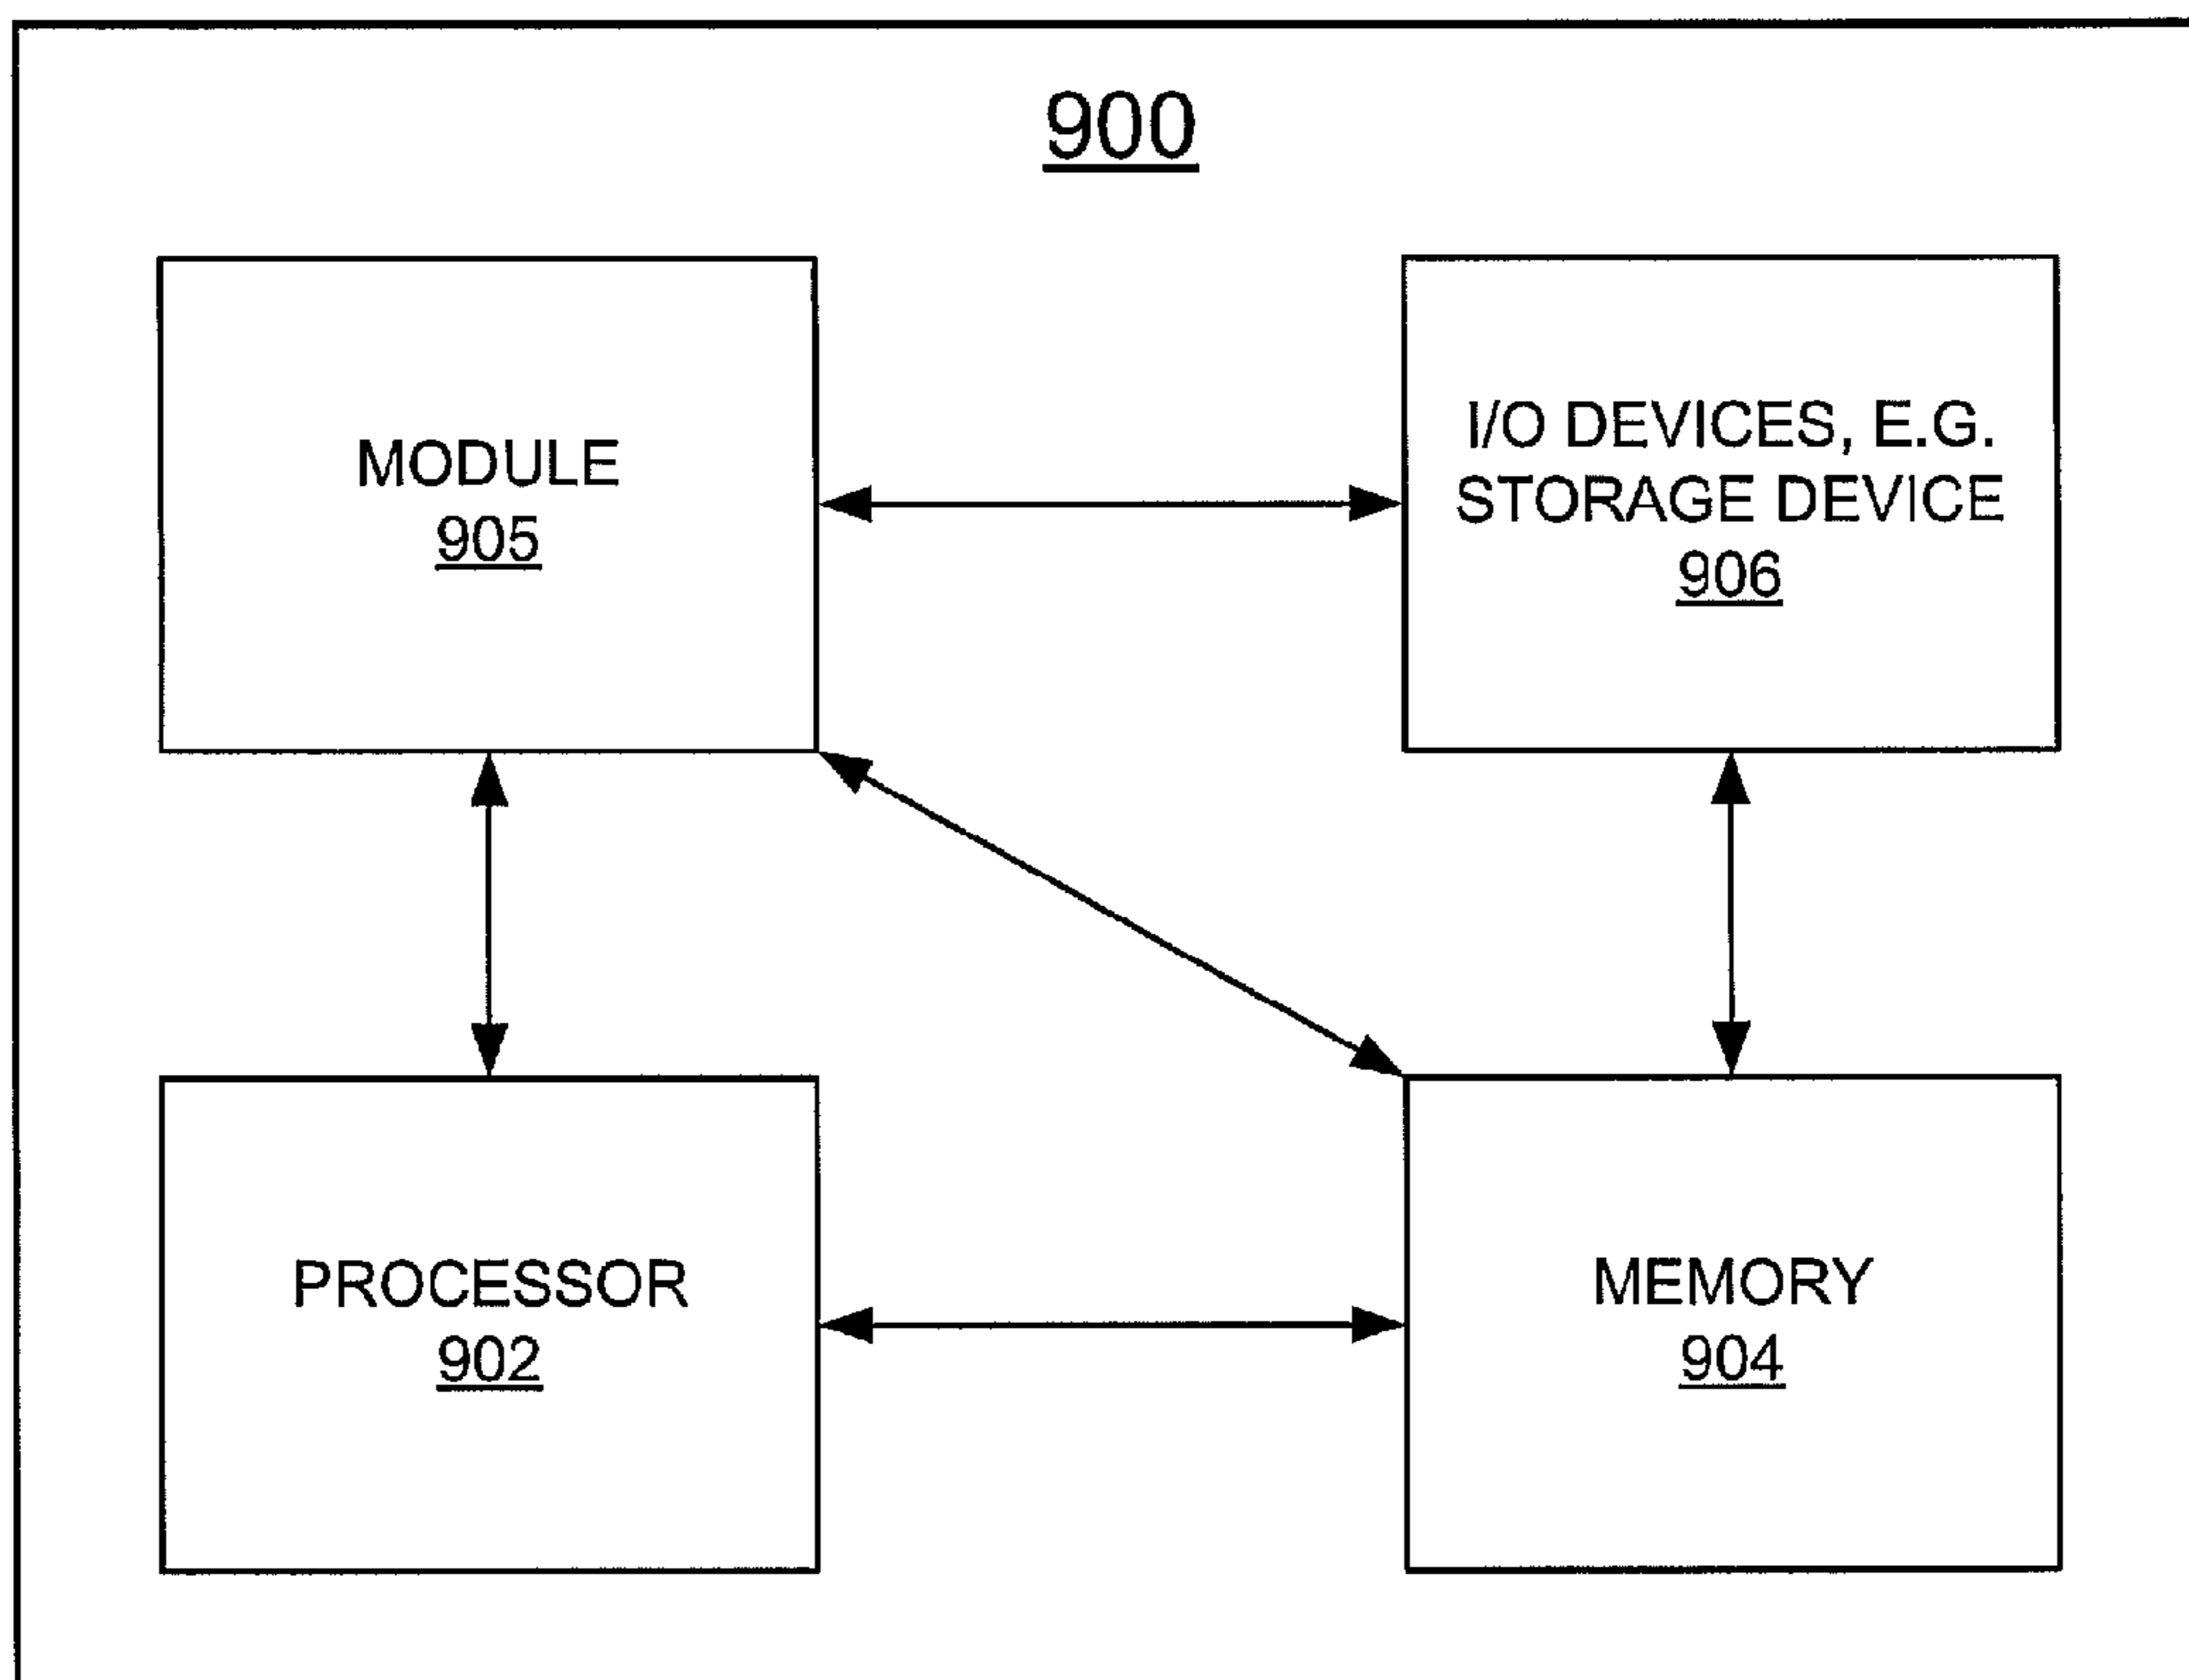 900
MODULE
905
I/O DEVICES, E.G.
STORAGE DEVICE
906
PROCESSOR
902
MEMORY
904